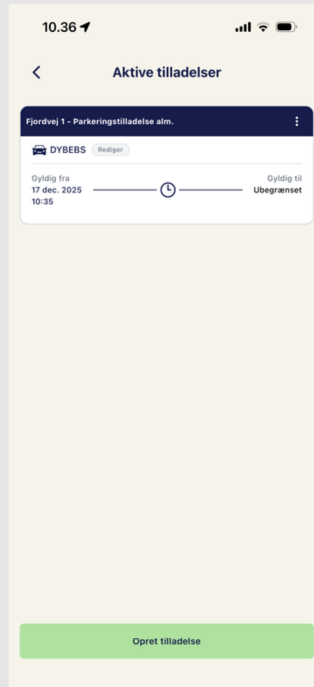 10.36
Aktive tilladelser
Fjordvej 1 - Parkeringstilladelse alm.
DYBEBS Rediger
Gyldig fra
17 dec. 2025
10:35
Gyldig til
Ubegrænset
Opret tilladelse